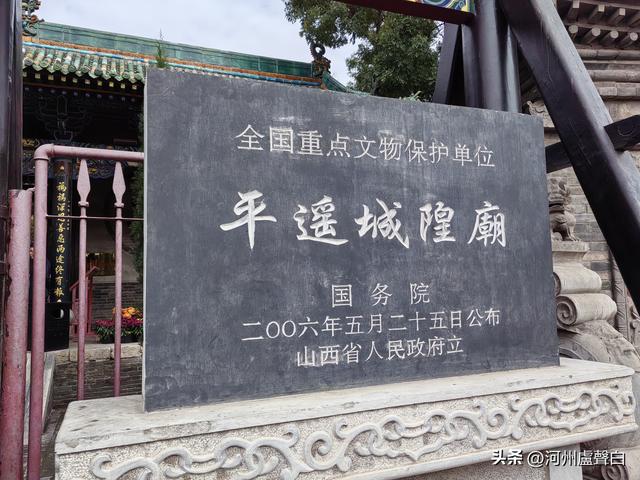 全国重点文物保护单位
平遥城隍廟
国务院
二〇〇六年五月二十五日公布
山西省人民政府立
头条 @河州盧聲白